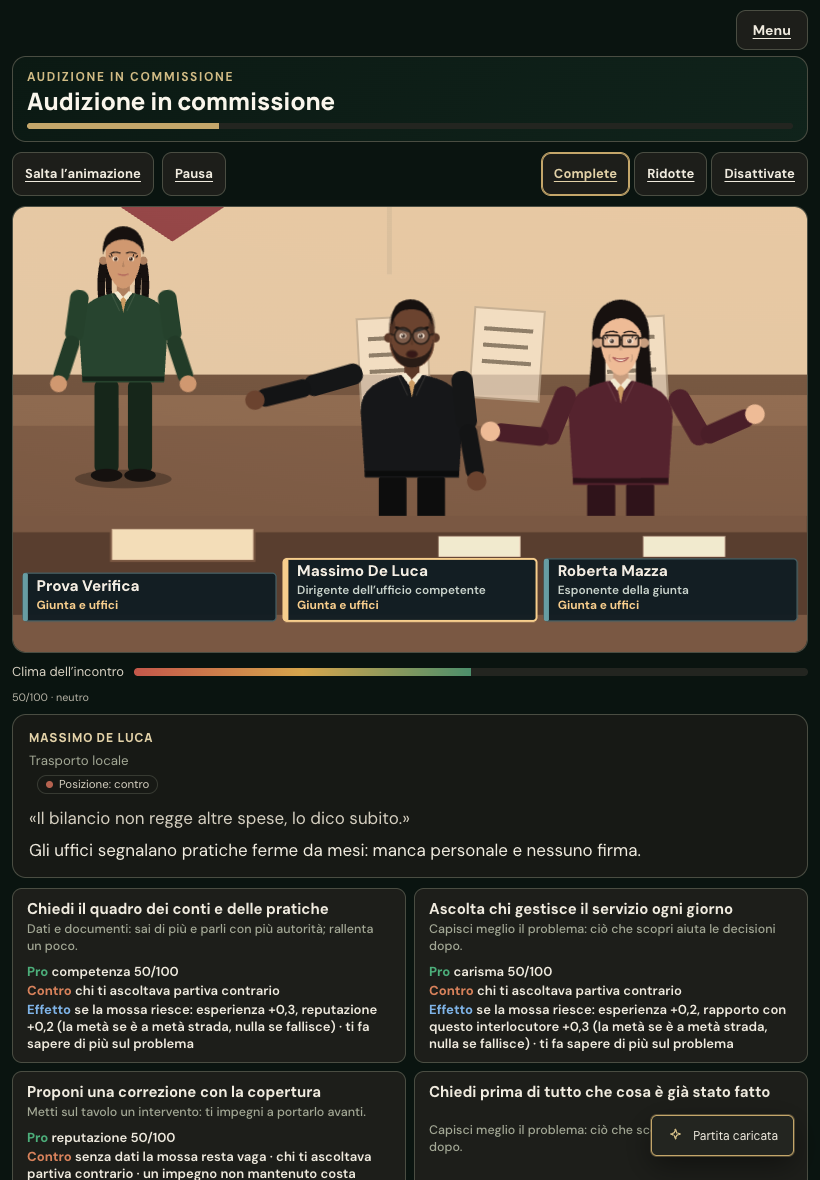 Menu
AUDIZIONE IN COMMISSIONE
Audizione in commissione
Salta l’animazione
Pausa
Complete
Ridotte
Disattivate
Prova Verifica
Giunta e uffici
Massimo De Luca
Dirigente dell’ufficio competente
Giunta e uffici
Roberta Mazza
Esponente della giunta
Giunta e uffici
Clima dell’incontro
50/100 · neutro
MASSIMO DE LUCA
Trasporto locale
Posizione: contro
«Il bilancio non regge altre spese, lo dico subito.»
Gli uffici segnalano pratiche ferme da mesi: manca personale e nessuno firma.
Chiedi il quadro dei conti e delle pratiche
Dati e documenti: sai di più e parli con più autorità; rallenta
un poco.
Pro competenza 50/100
Contro chi ti ascoltava partiva contrario
Effetto se la mossa riesce: esperienza +0,3, reputazione
+0,2 (la metà se è a metà strada, nulla se fallisce) · ti fa
sapere di più sul problema
Ascolta chi gestisce il servizio ogni giorno
Capisci meglio il problema: ciò che scopri aiuta le decisioni
dopo.
Pro carisma 50/100
Contro chi ti ascoltava partiva contrario
Effetto se la mossa riesce: esperienza +0,2, rapporto con
questo interlocutore +0,3 (la metà se è a metà strada,
nulla se fallisce) · ti fa sapere di più sul problema
Proponi una correzione con la copertura
Metti sul tavolo un intervento: ti impegni a portarlo avanti.
Pro reputazione 50/100
Contro senza dati la mossa resta vaga · chi ti ascoltava
partiva contrario · un impegno non mantenuto costa
Chiedi prima di tutto che cosa è già stato fatto
Capisci meglio il problema: ciò che
dopo.
Partita caricata